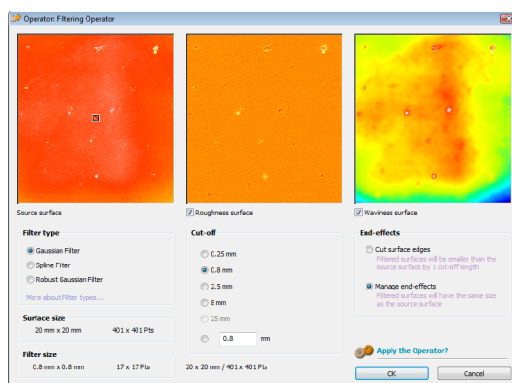 Operator: Filtering Operator
Source surface
Roughness surface
Waviness surface
Filter type
Gaussian Filter
Spline Filter
Robust Gaussian Filter
More about Filter types...
Surface size
20 mm x 20 mm 401 x 401 Pts
Filter size
0.8 mm x 0.8 mm 17 x 17 Pts
Cut-off
0.25 mm
0.8 mm
2.5 mm
8 mm
25 mm
0.8 mm
20 x 20 mm / 401 x 401 Pts
End-effects
Cut surface edges
Filtered surfaces will be smaller than the
source surface by 1 cut-off length
Manage end-effects
Filtered surfaces will have the same size
as the source surface
Apply the Operator?
OK Cancel